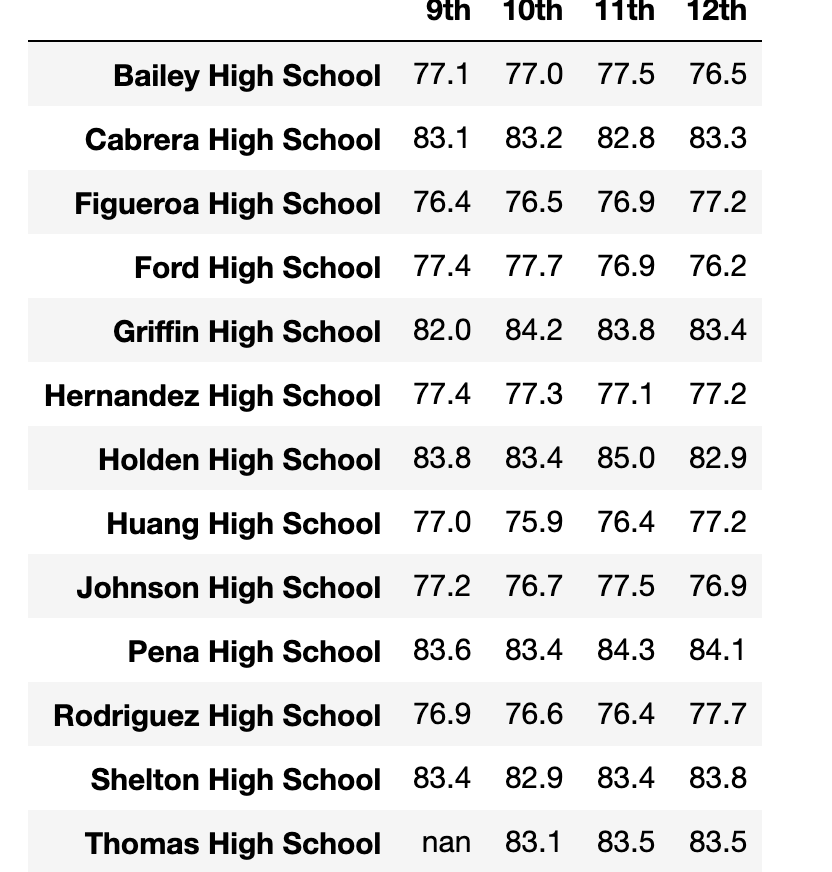 9th 10th 11th 12th
Bailey High School 77.1 77.0 77.5 76.5
Cabrera High School 83.1 83.2 82.8 83.3
Figueroa High School 76.4 76.5 76.9 77.2
Ford High School 77.4 77.7 76.9 76.2
Griffin High School 82.0 84.2 83.8 83.4
Hernandez High School 77.4 77.3 77.1 77.2
Holden High School 83.8 83.4 85.0 82.9
Huang High School 77.0 75.9 76.4 77.2
Johnson High School 77.2 76.7 77.5 76.9
Pena High School 83.6 83.4 84.3 84.1
Rodriguez High School 76.9 76.6 76.4 77.7
Shelton High School 83.4 82.9 83.4 83.8
Thomas High School nan 83.1 83.5 83.5